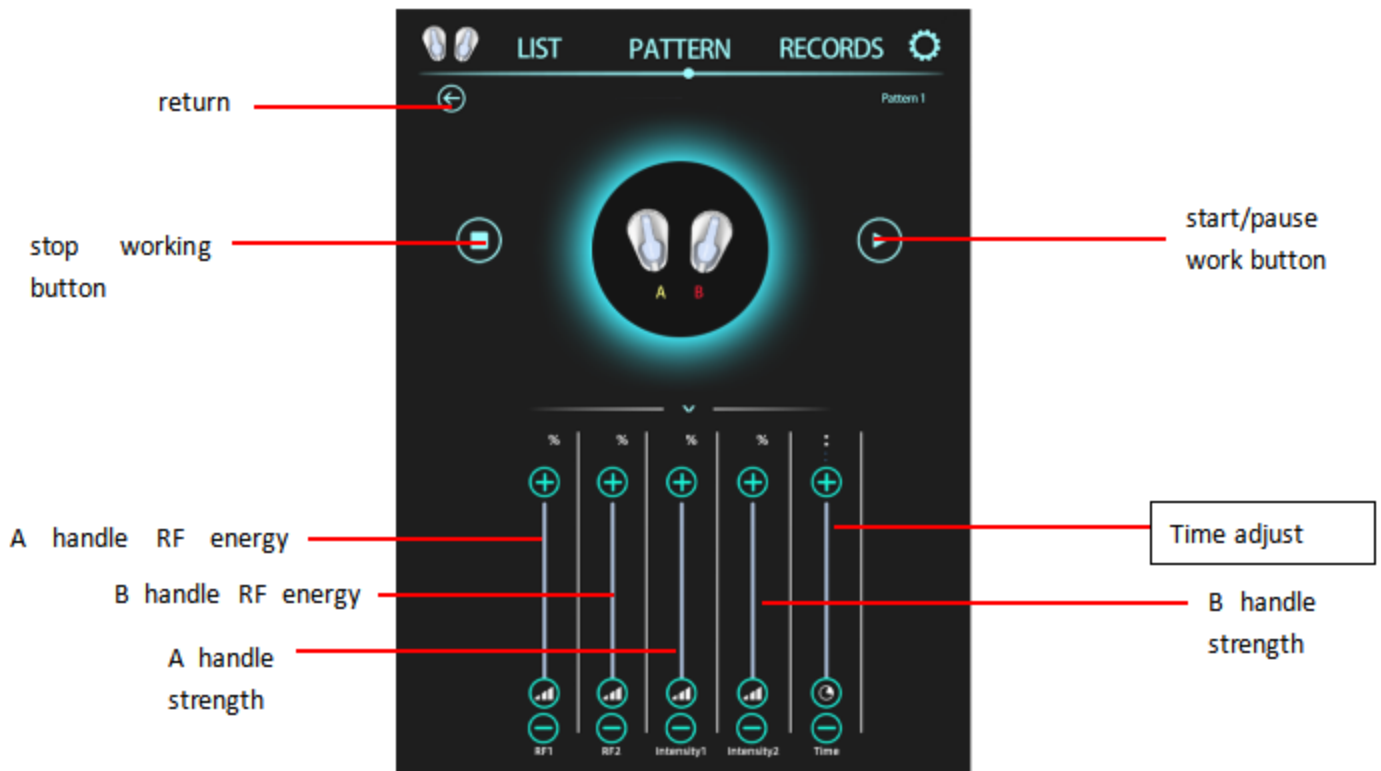 LIST PATTERN RECORDS
return
Pattern 1
stop working
button
start/pause
work button
A B
% % % % :
A handle RF energy
Time adjust
B handle RF energy
B handle
strength
A handle
strength
RF1 RF2 Intensity1 Intensity2 Time